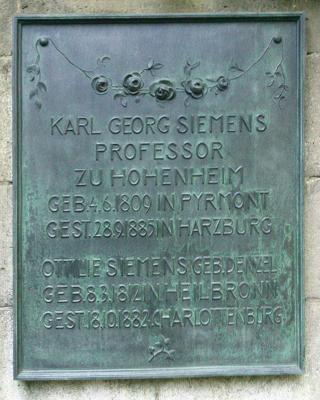 KARL GEORG SIEMENS
PROFESSOR
ZU HOHENHEIM
GEB. 4.6.1809 IN PYRMONT
GEST. 28.9.1885 IN HARZBURG
OTTILIE SIEMENS GEB. DENZEL
GEB. 8.3.1812 IN HEILBRONN
GEST. 18.10.1882 CHARLOTTENBURG